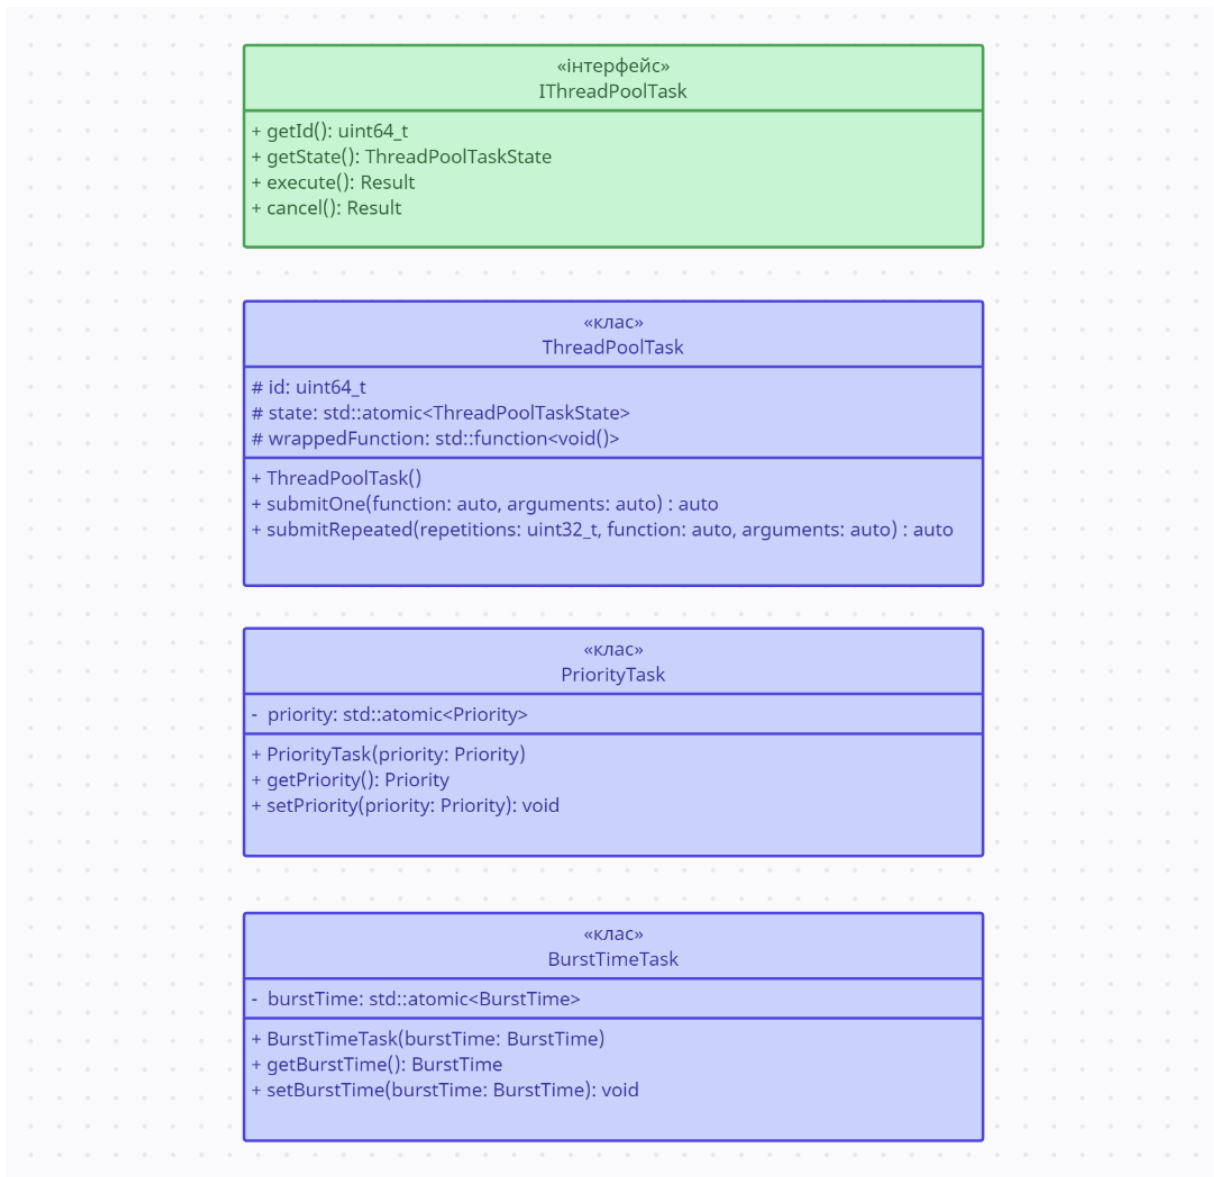 «інтерфейс»
IThreadPoolTask
+ getId(): uint64_t
+ getState(): ThreadPoolTaskState
+ execute(): Result
+ cancel(): Result
«клас»
ThreadPoolTask
# id: uint64_t
# state: std::atomic<ThreadPoolTaskState>
# wrappedFunction: std::function<void()>
+ ThreadPoolTask()
+ submitOne(function: auto, arguments: auto) : auto
+ submitRepeated(repetitions: uint32_t, function: auto, arguments: auto) : auto
«клас»
PriorityTask
-  priority: std::atomic<Priority>
+ PriorityTask(priority: Priority)
+ getPriority(): Priority
+ setPriority(priority: Priority): void
«клас»
BurstTimeTask
-  burstTime: std::atomic<BurstTime>
+ BurstTimeTask(burstTime: BurstTime)
+ getBurstTime(): BurstTime
+ setBurstTime(burstTime: BurstTime): void